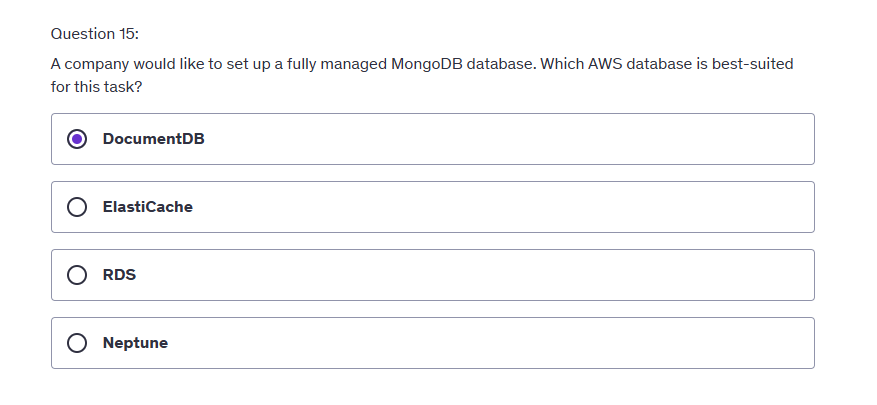 Question 15:
A company would like to set up a fully managed MongoDB database. Which AWS database is best-suited
for this task?
DocumentDB
ElastiCache
RDS
Neptune